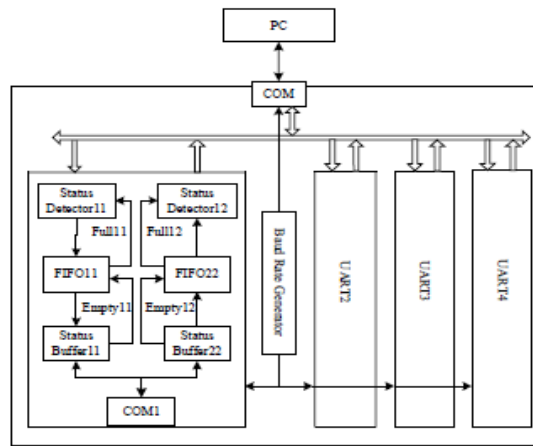 PC
COM
Status
Detector11
Status
Detector12
Full11
Full12
FIFO11
FIFO22
Empty11
Empty12
Status
Buffer11
Status
Buffer22
COM1
Baud Rate Generator
UART2
UART3
UART4